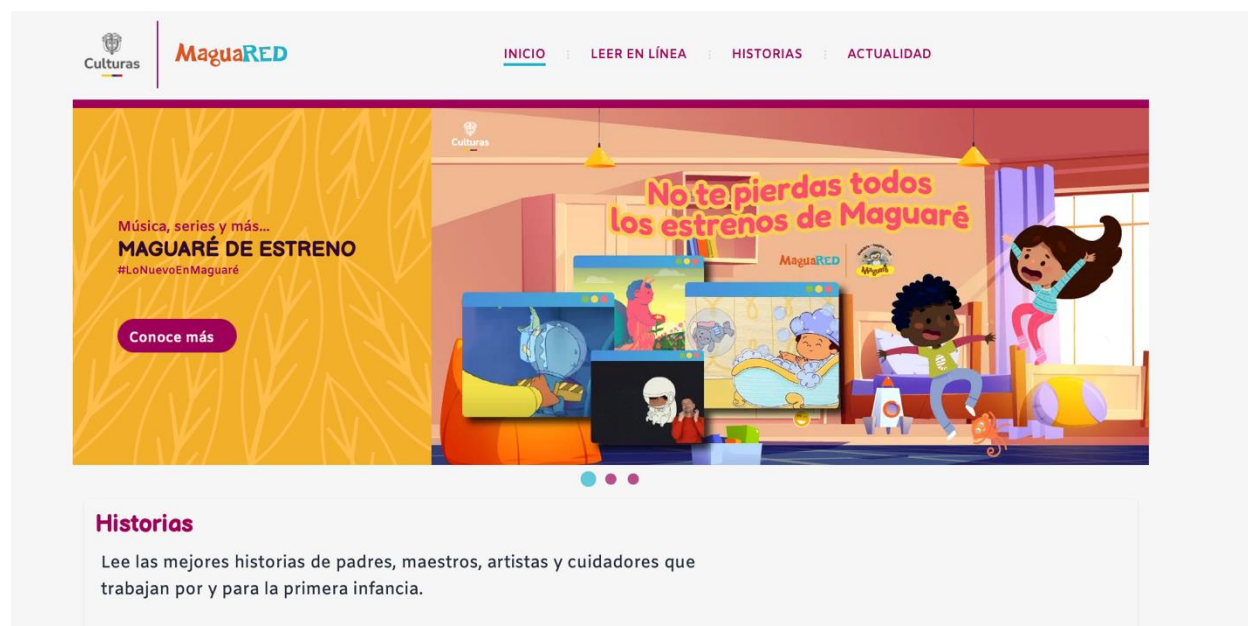 Culturas
MaguaRED
INICIO
LEER EN LÍNEA
HISTORIAS
ACTUALIDAD
Música, series y más...
MAGUARÉ DE ESTRENO
#LoNuevoEnMaguaré
Conoce más
Culturas
No te pierdas todos
los estrenos de Maguaré
MaguaRED
Maguaré
Historias
Lee las mejores historias de padres, maestros, artistas y cuidadores que
trabajan por y para la primera infancia.